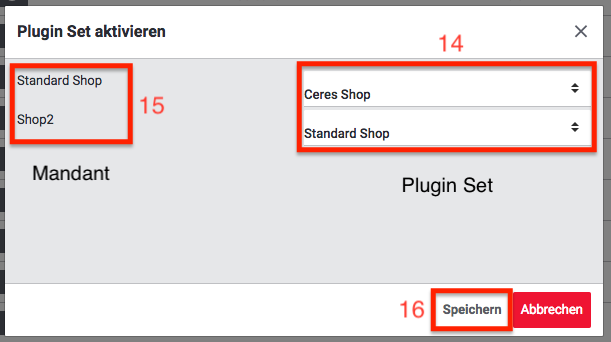 Plugin Set aktivieren
14
Standard Shop
15
Ceres Shop
Shop2
Standard Shop
Mandant
Plugin Set
16
Speichern
Abbrechen